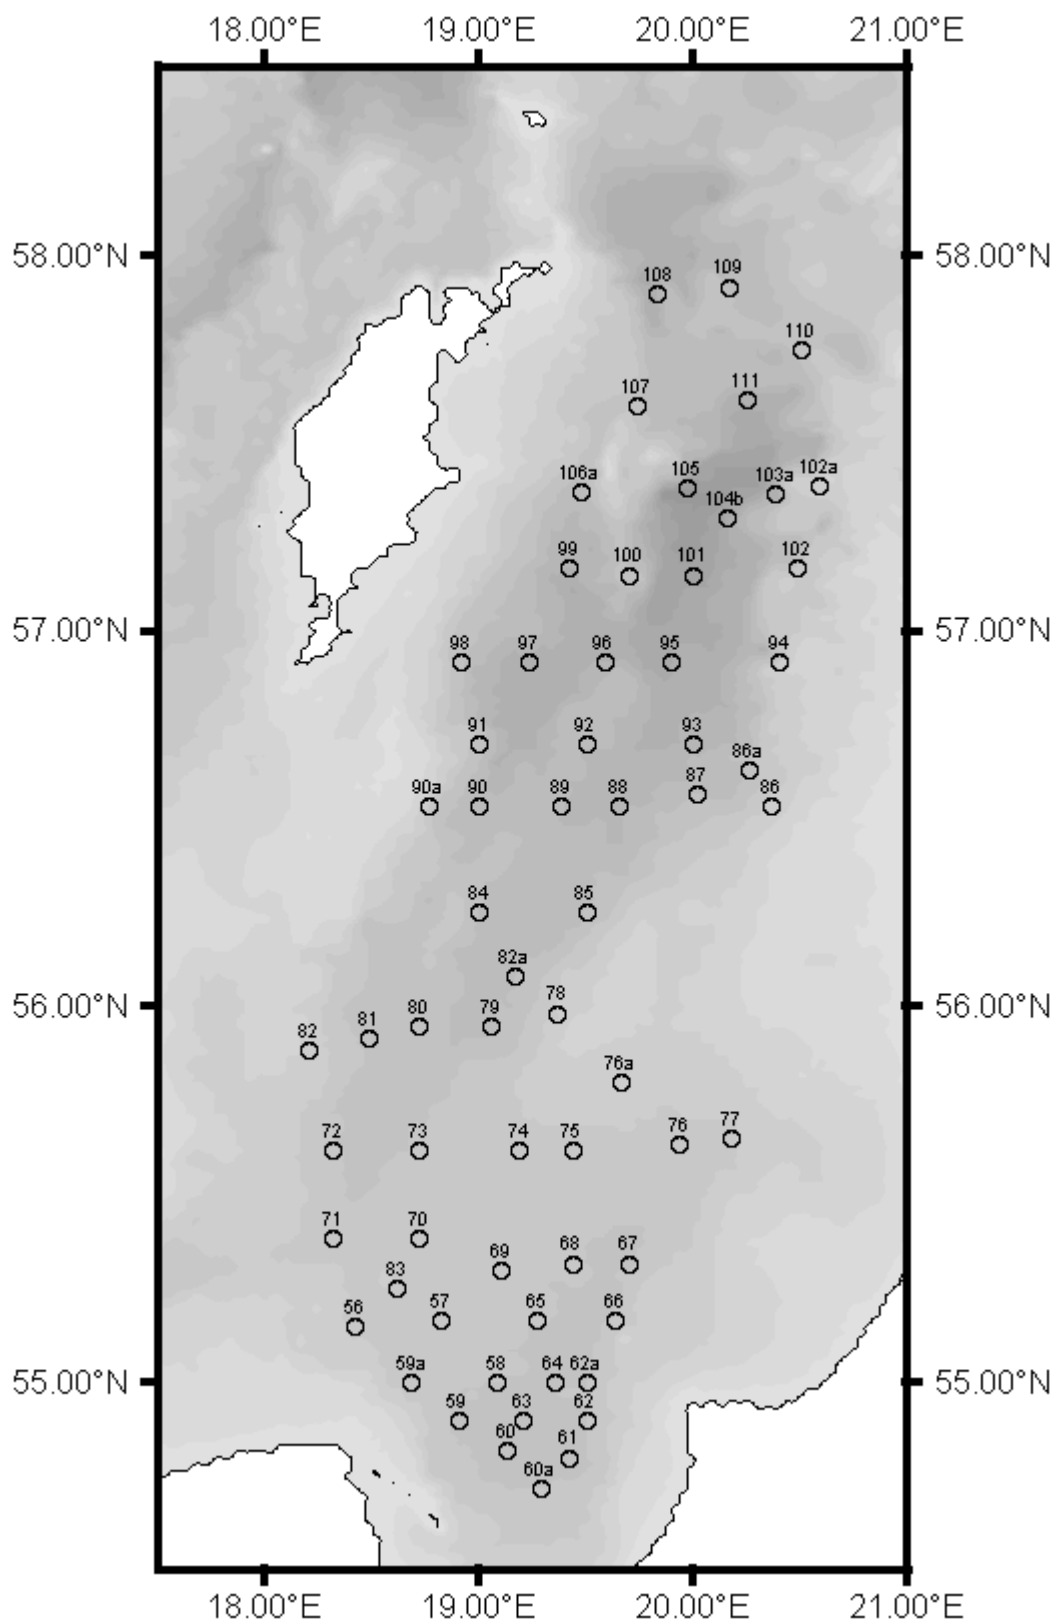 18.00°E 19.00°E 20.00°E 21.00°E
58.00°N 58.00°N
108 109
110
107 111
106a 105 103a 102a
104b
99 100 101 102
57.00°N 57.00°N
98 97 96 95 94
91 92 93
86a
90a 90 89 88 87 86
84 85
82a
56.00°N 56.00°N
82 81 80 79 78
76a
72 73 74 75 76 77
71 70
69 68 67
83
56 57 65 66
55.00°N 55.00°N
59a 58 64 62a
59 63 62
60 61
60a
18.00°E 19.00°E 20.00°E 21.00°E